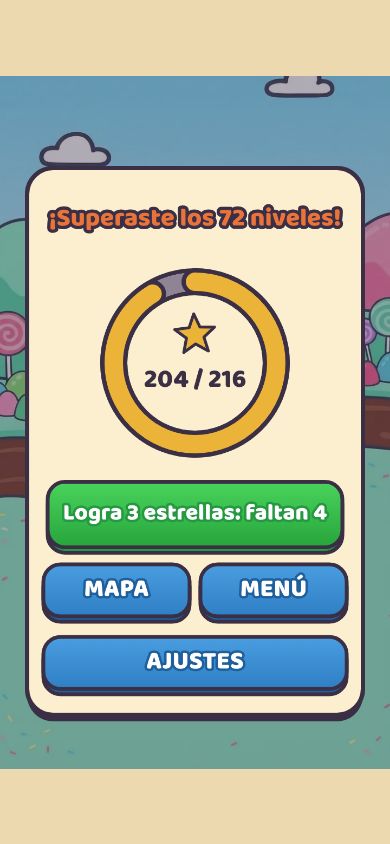 ¡Superaste los 72 niveles!
204 / 216
Logra 3 estrellas: faltan 4
MAPA
MENÚ
AJUSTES